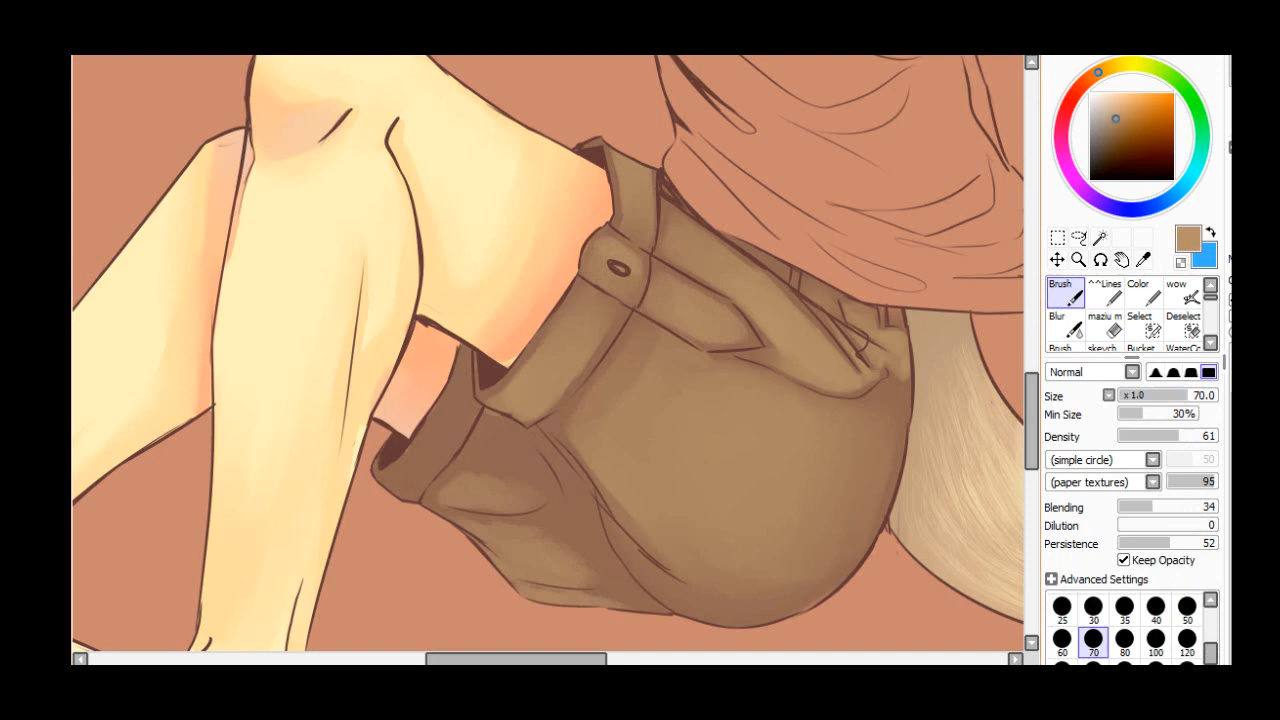 Brush ^^Lines Color wow
Blur maziu m Select Deselect
Brush skeych Bucket WaterCc
Normal
Size x 1.0 70.0
Min Size 30%
Density 61
(simple circle) 50
(paper textures) 95
Blending 34
Dilution 0
Persistence 52
Keep Opacity
Advanced Settings
25 30 35 40 50
60 70 80 100 120